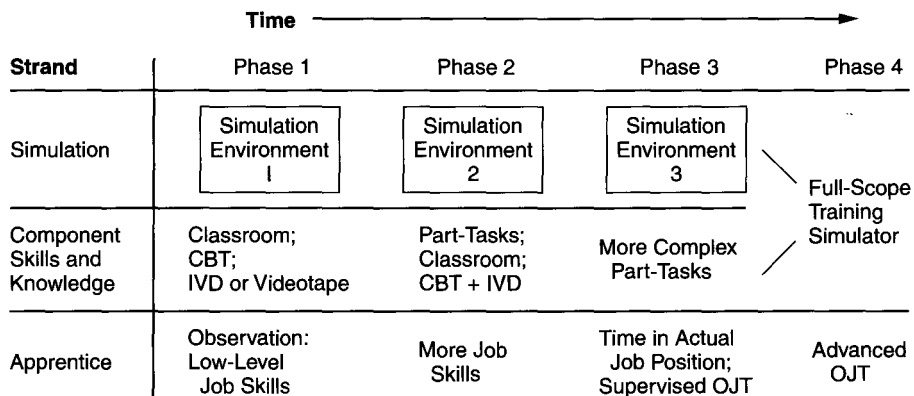 Time
Strand
Phase 1
Phase 2
Phase 3
Phase 4
Simulation
Simulation
Environment
1
Simulation
Environment
2
Simulation
Environment
3
Full-Scope
Training
Simulator
Component
Skills and
Knowledge
Classroom;
CBT;
IVD or Videotape
Part-Tasks;
Classroom;
CBT + IVD
More Complex
Part-Tasks
Apprentice
Observation:
Low-Level
Job Skills
More Job
Skills
Time in Actual
Job Position;
Supervised OJT
Advanced
OJT